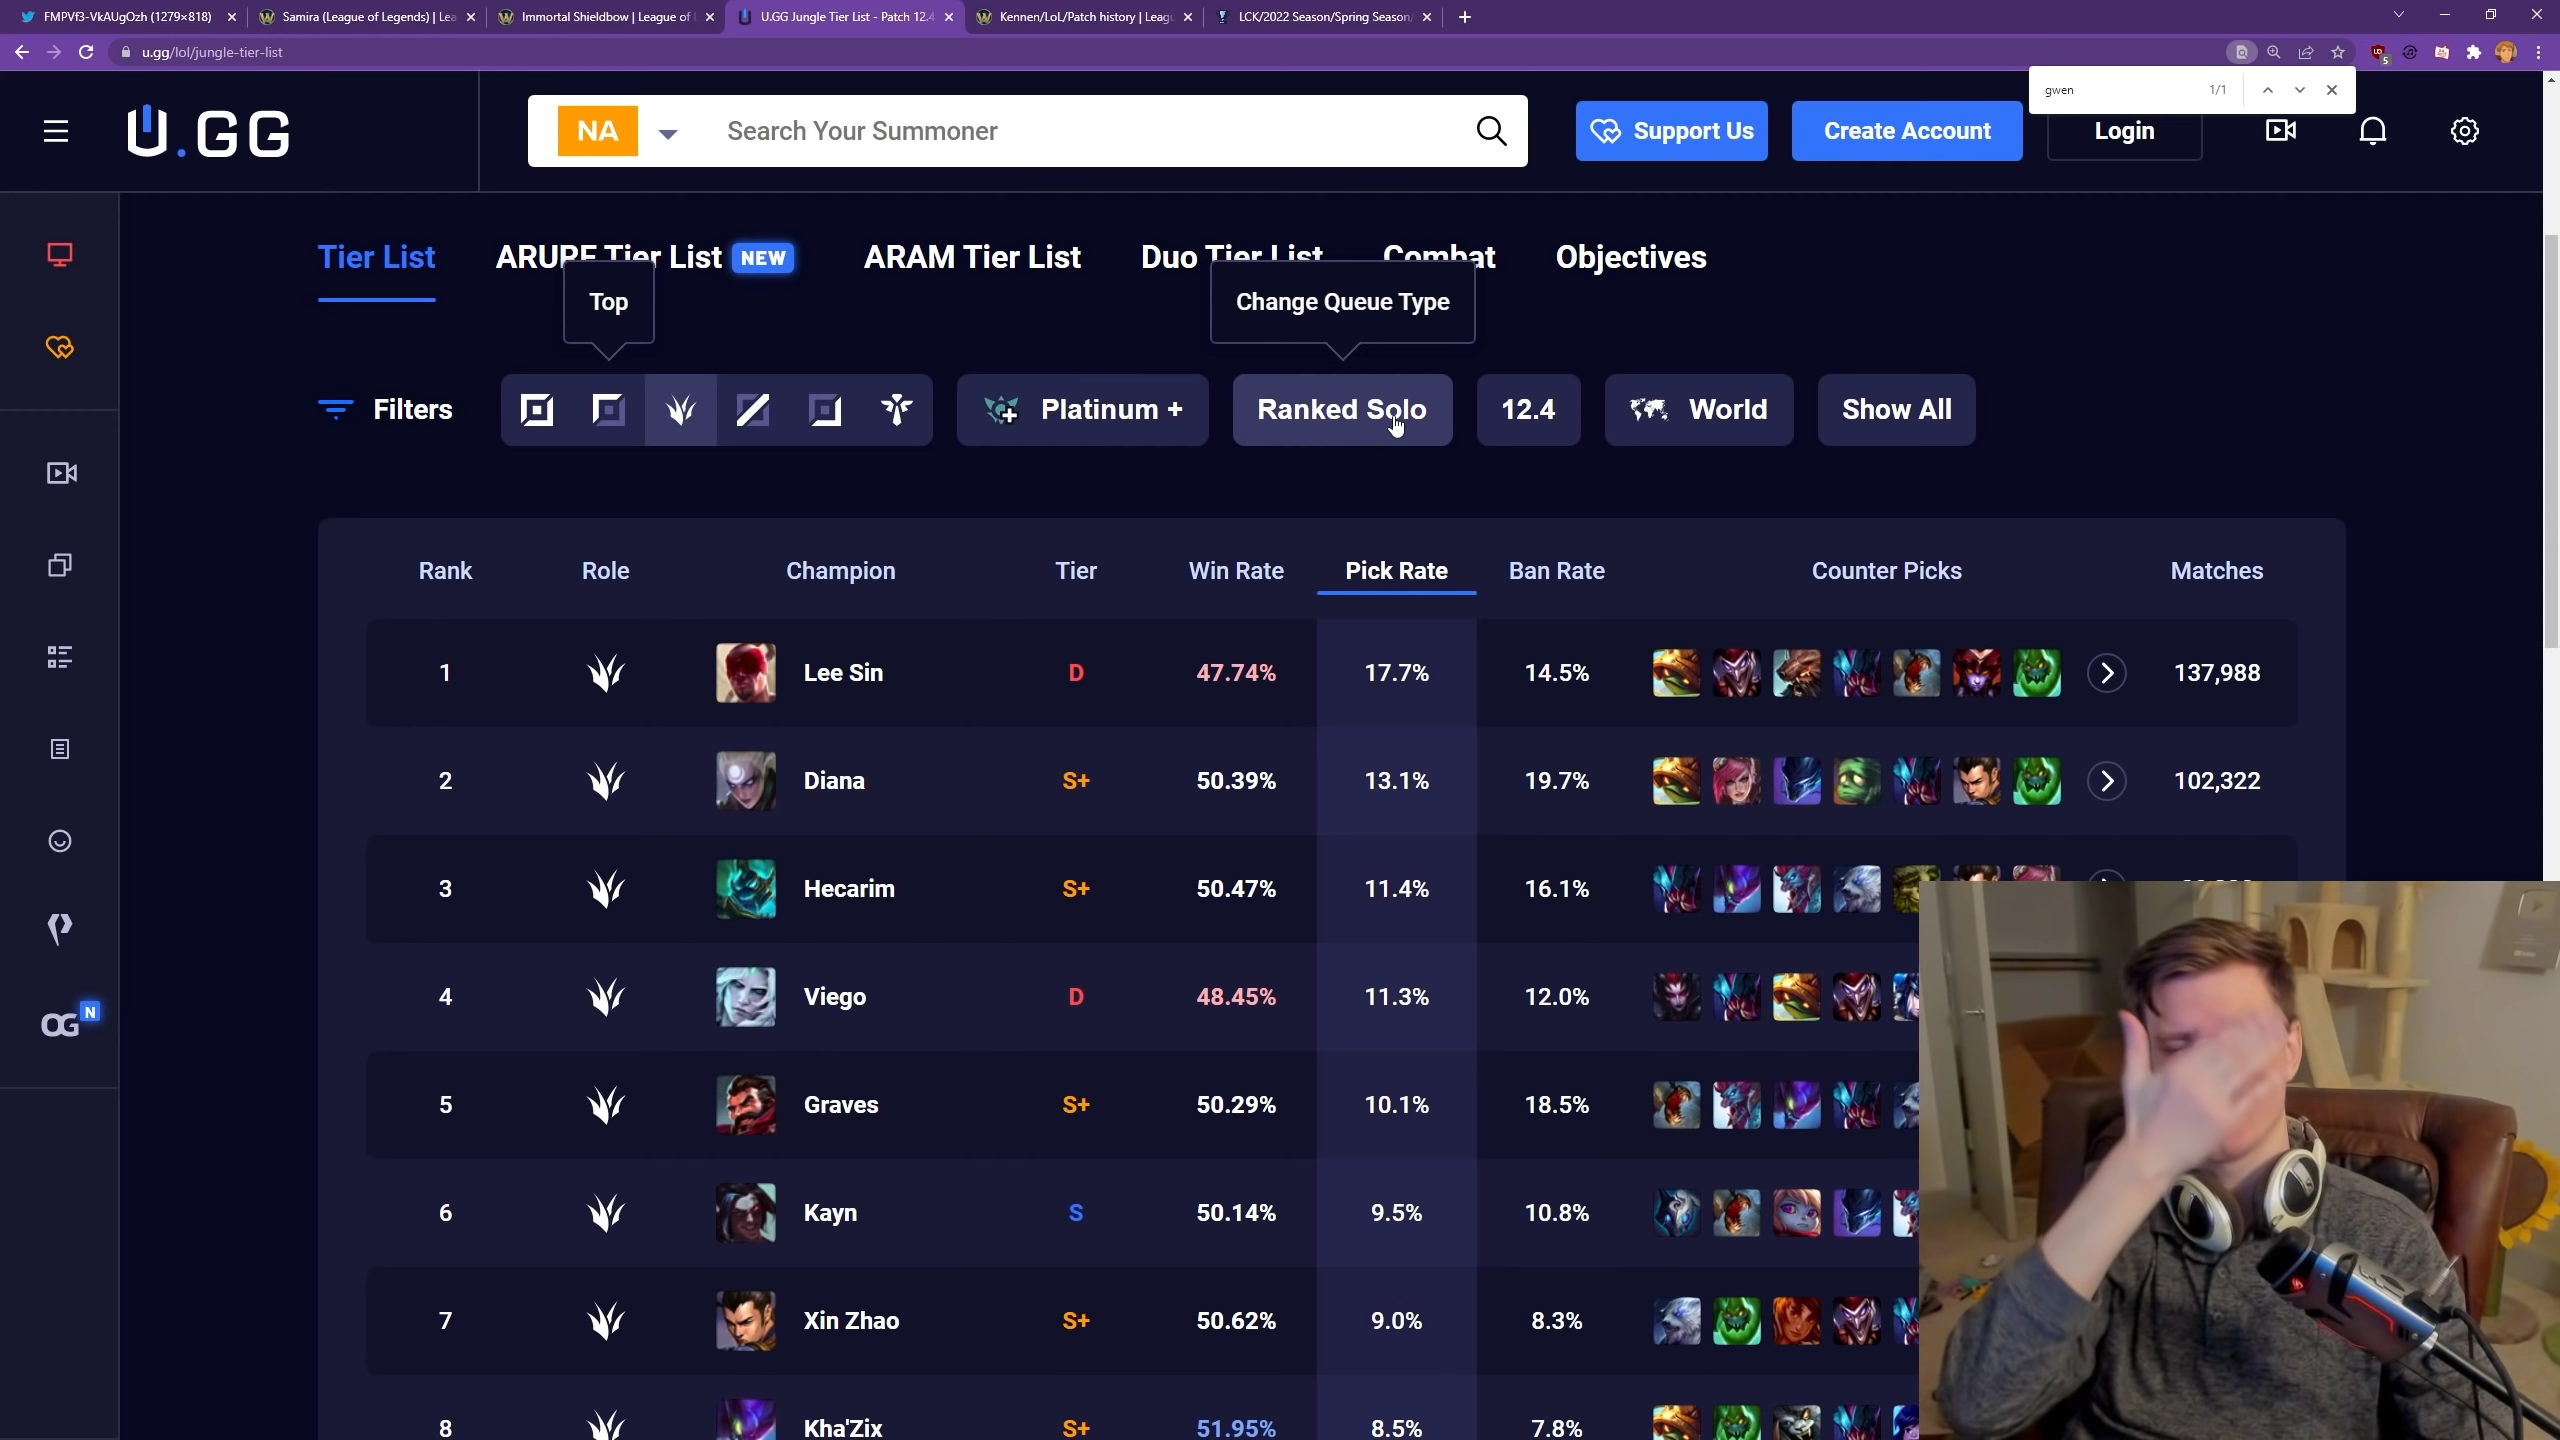 FMPVf3-VkAUgOzh (1279×818)
Samira (League of Legends) | Lea
Immortal Shieldbow | League of L
U.GG Jungle Tier List - Patch 12.4
Kennen/LoL/Patch history | Leagu
LCK/2022 Season/Spring Season
u.gg/lol/jungle-tier-list
5
gwen 1/1
U.GG
NA Search Your Summoner
Support Us
Create Account
Login
Tier List
ARURF Tier List NEW
ARAM Tier List
Duo Tier List
Combat
Objectives
Top
Change Queue Type
Filters
Platinum +
Ranked Solo
12.4
World
Show All
Rank Role Champion Tier Win Rate Pick Rate Ban Rate Counter Picks Matches
1 Lee Sin D 47.74% 17.7% 14.5% 137,988
2 Diana S+ 50.39% 13.1% 19.7% 102,322
3 Hecarim S+ 50.47% 11.4% 16.1%
4 Viego D 48.45% 11.3% 12.0%
5 Graves S+ 50.29% 10.1% 18.5%
6 Kayn S 50.14% 9.5% 10.8%
7 Xin Zhao S+ 50.62% 9.0% 8.3%
8 Kha'Zix S+ 51.95% 8.5% 7.8%
OG N